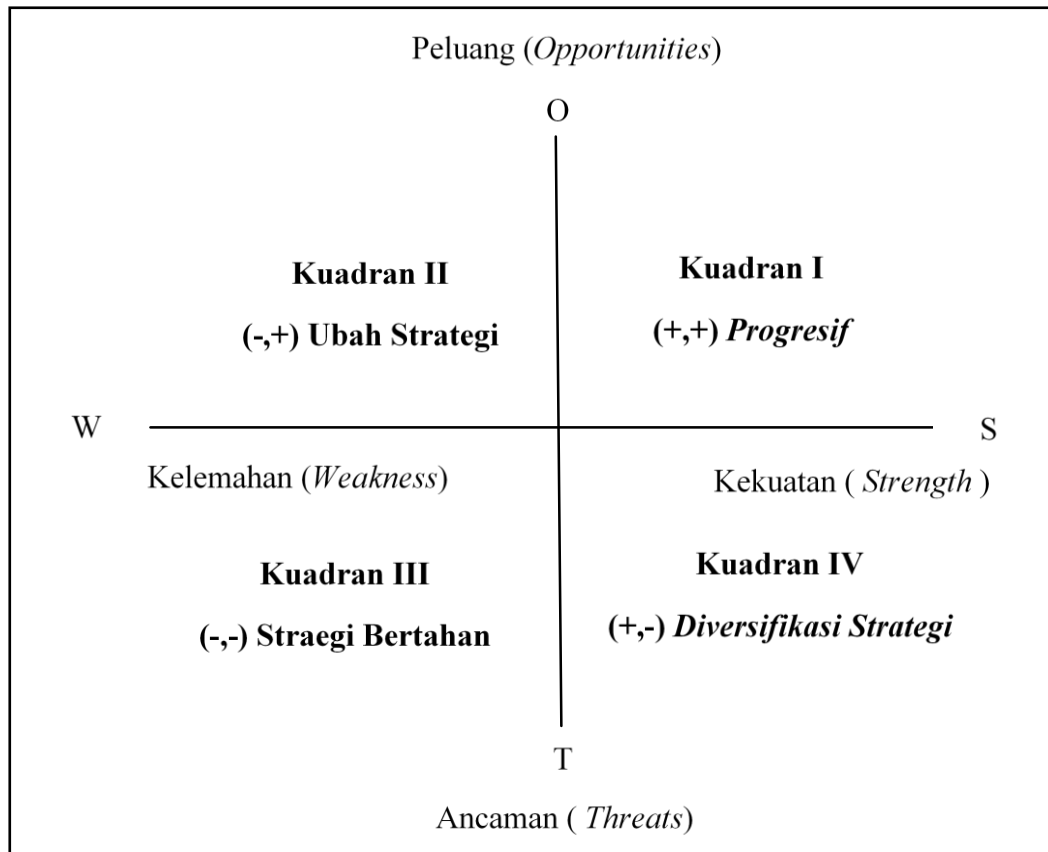 Peluang (Opportunities)
O
Kuadran II
(-,+) Ubah Strategi
Kuadran I
(+,+) Progresif
W
S
Kelemahan (Weakness)
Kekuatan ( Strength )
Kuadran III
(-,-) Straegi Bertahan
Kuadran IV
(+,-) Diversifikasi Strategi
T
Ancaman ( Threats)